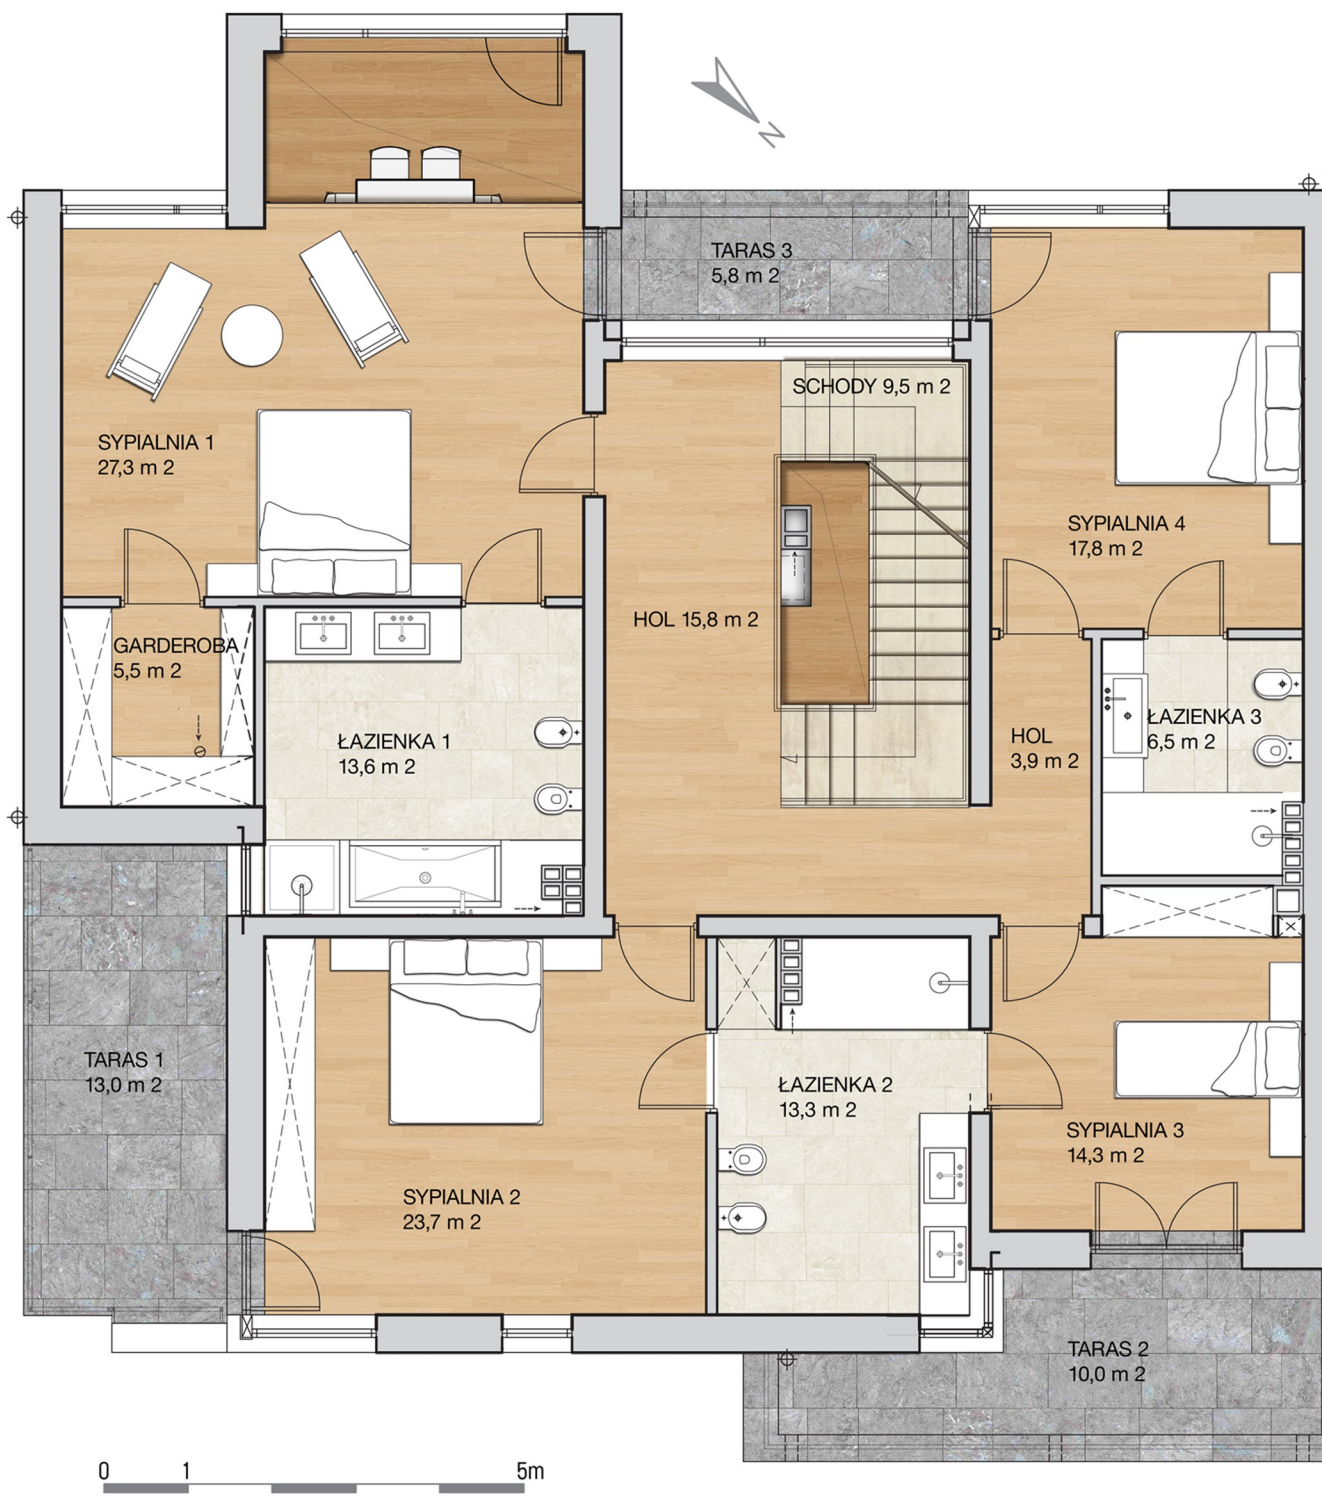 N
TARAS 3
5,8 m 2
SCHODY 9,5 m 2
SYPIALNIA 1
27,3 m 2
SYPIALNIA 4
17,8 m 2
HOL 15,8 m 2
GARDEROBA
5,5 m 2
ŁAZIENKA 1
13,6 m 2
HOL
3,9 m 2
ŁAZIENKA 3
6,5 m 2
TARAS 1
13,0 m 2
ŁAZIENKA 2
13,3 m 2
SYPIALNIA 3
14,3 m 2
SYPIALNIA 2
23,7 m 2
TARAS 2
10,0 m 2
0 1 5m